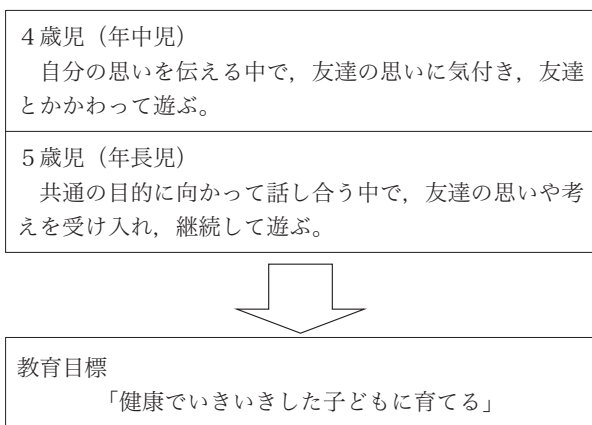 ４歳児（年中児）
自分の思いを伝える中で，友達の思いに気付き，友達
とかかわって遊ぶ。
５歳児（年長児）
共通の目的に向かって話し合う中で，友達の思いや考
えを受け入れ，継続して遊ぶ。
教育目標
「健康でいきいきした子どもに育てる」